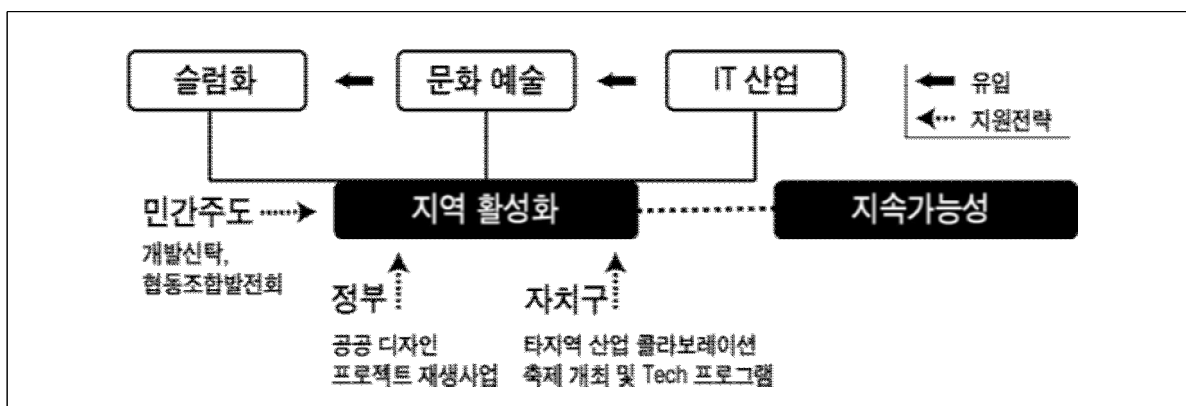 슬럼화
문화 예술
IT 산업
유입
지원전략
민간주도
지역 활성화
지속가능성
개발신탁,
협동조합발전회
정부
자치구
공공 디자인
프로젝트 재생사업
타지역 산업 콜라보레이션
축제 개최 및 Tech 프로그램